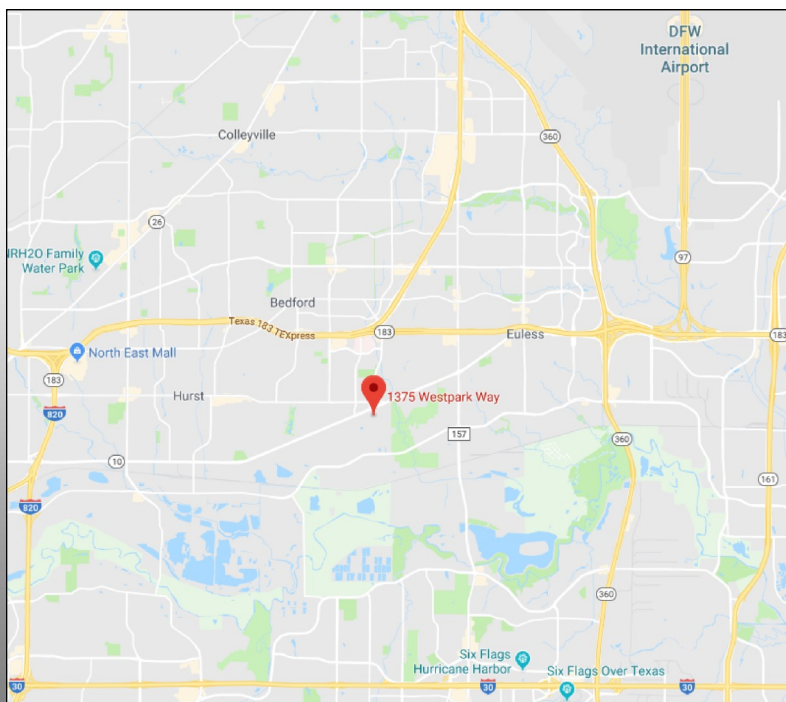 DFW
International
Airport
Colleyville
360
26
NRH2O Family
Water Park
97
Bedford
Texas 183 TEXpress
183
Euless
183
North East Mall
183
Hurst
1375 Westpark Way
820
157
360
10
161
820
360
Six Flags
Hurricane Harbor
Six Flags Over Texas
30
30
30